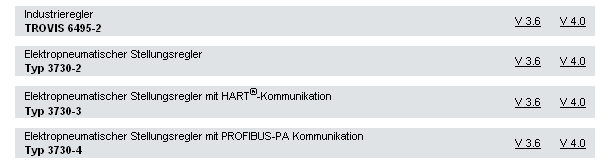 Industrieregler
TROVIS 6495-2 V 3.6 V 4.0
Elektropneumatischer Stellungsregler
Typ 3730-2 V 3.6 V 4.0
Elektropneumatischer Stellungsregler mit HART®-Kommunikation
Typ 3730-3 V 3.6 V 4.0
Elektropneumatischer Stellungsregler mit PROFIBUS-PA Kommunikation
Typ 3730-4 V 3.6 V 4.0